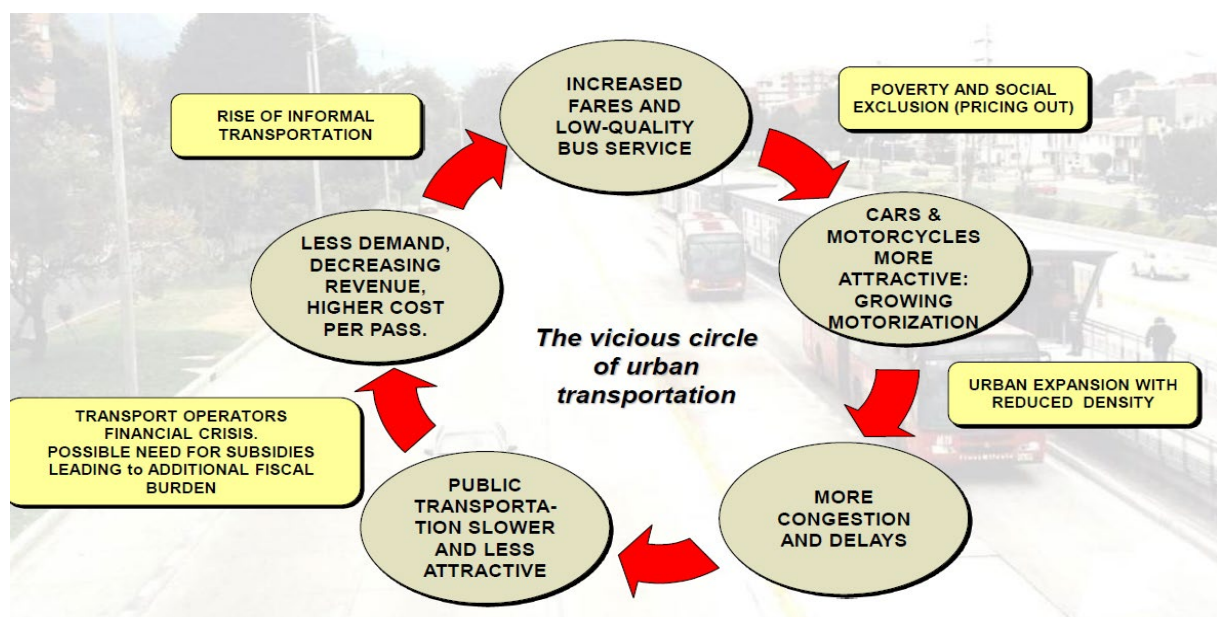 INCREASED
FARES AND
LOW-QUALITY
BUS SERVICE
POVERTY AND SOCIAL
EXCLUSION (PRICING OUT)
CARS &
MOTORCYCLES
MORE
ATTRACTIVE:
GROWING
MOTORIZATION
URBAN EXPANSION WITH
REDUCED DENSITY
MORE
CONGESTION
AND DELAYS
PUBLIC
TRANSPORTA-
TION SLOWER
AND LESS
ATTRACTIVE
TRANSPORT OPERATORS
FINANCIAL CRISIS.
POSSIBLE NEED FOR SUBSIDIES
LEADING to ADDITIONAL FISCAL
BURDEN
LESS DEMAND,
DECREASING
REVENUE,
HIGHER COST
PER PASS.
RISE OF INFORMAL
TRANSPORTATION
The vicious circle
of urban
transportation